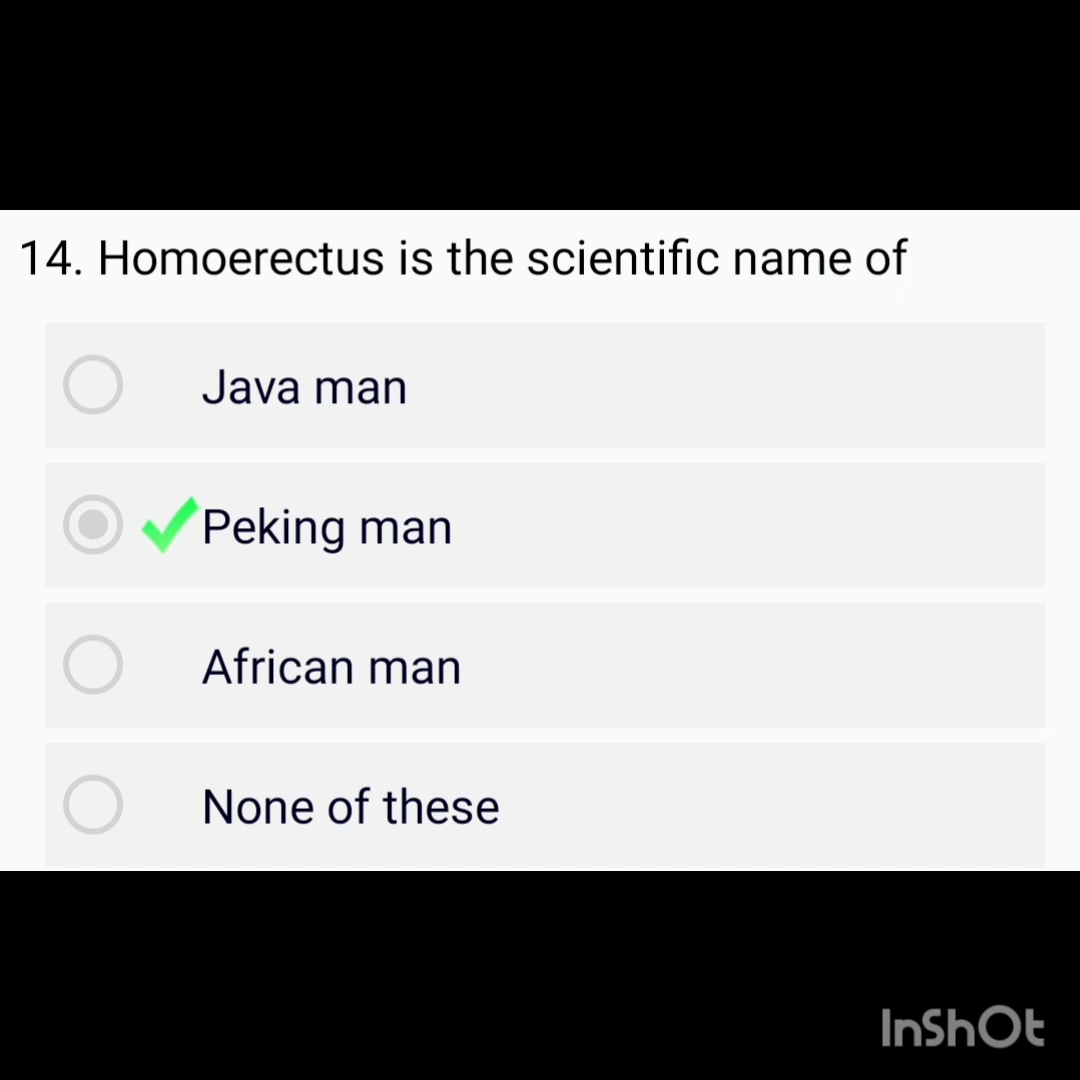 14. Homoerectus is the scientific name of
Java man
Peking man
African man
None of these
InShOt